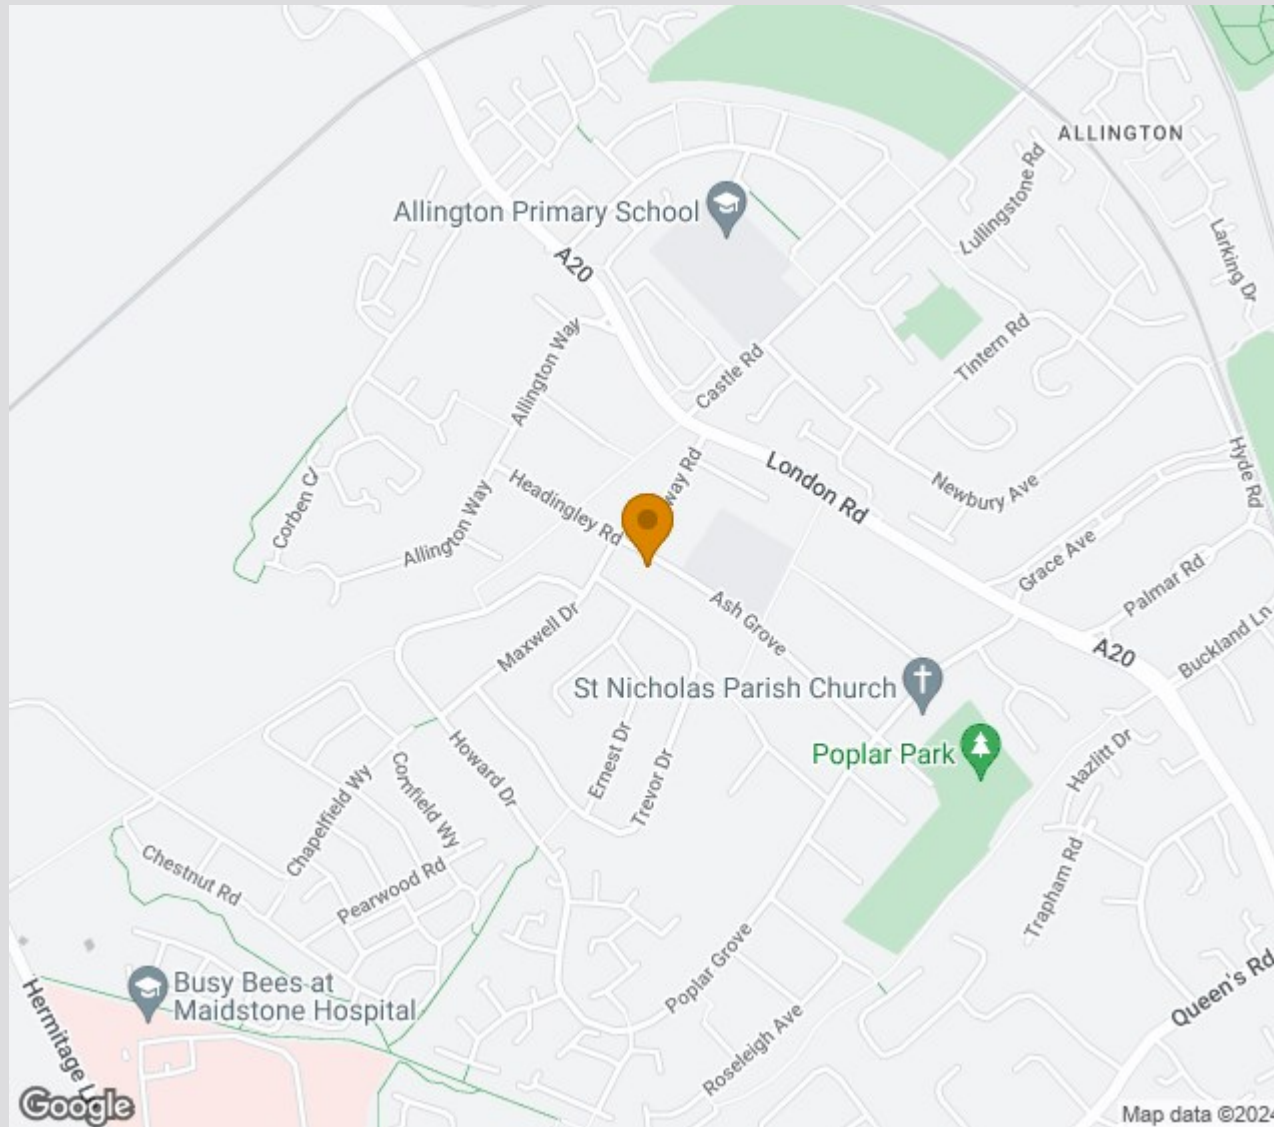 ALLINGTON
Lullingstone Rd
Larking Dr
Allington Primary School
A20
Allington Way
Tintern Rd
Castle Rd
Corben Cl
Headingley Rd
way Rd
London Rd
Newbury Ave
Hyde Rd
Allington Way
Grace Ave
Palmar Rd
Ash Grove
Maxwell Dr
A20
Buckland Ln
St Nicholas Parish Church
Ernest Dr
Trevor Dr
Poplar Park
Hazlitt Dr
Howard Dr
Cornfield Wy
Chapelfield Wy
Chestnut Rd
Pearwood Rd
Trapham Rd
Poplar Grove
Queen's Rd
Busy Bees at
Maidstone Hospital
Hermitage L
Roseleigh Ave
Google
Map data ©2024